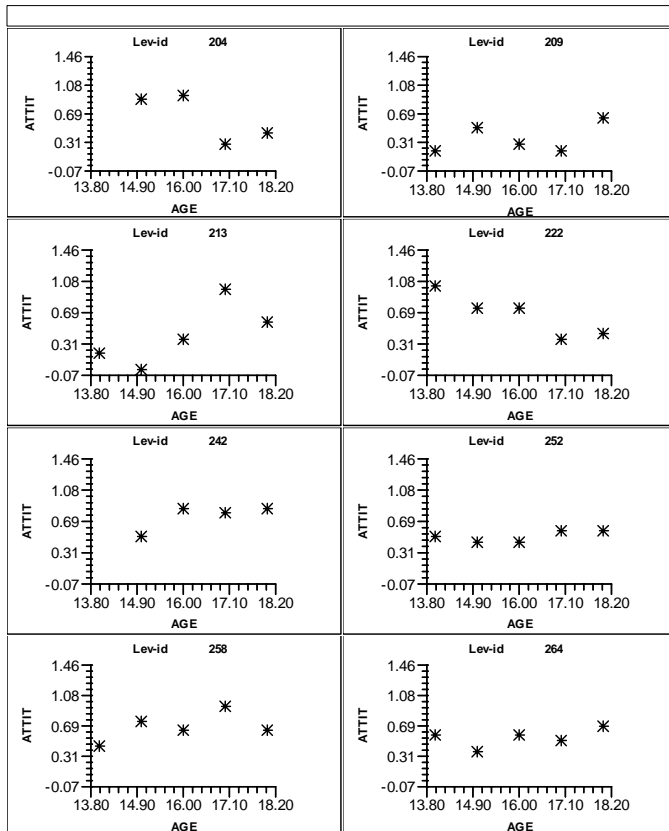 Lev-id 204
ATTIT
1.46
1.08
0.69
0.31
-0.07
13.80 14.90 16.00 17.10 18.20
AGE
Lev-id 209
ATTIT
1.46
1.08
0.69
0.31
-0.07
13.80 14.90 16.00 17.10 18.20
AGE
Lev-id 213
ATTIT
1.46
1.08
0.69
0.31
-0.07
13.80 14.90 16.00 17.10 18.20
AGE
Lev-id 222
ATTIT
1.46
1.08
0.69
0.31
-0.07
13.80 14.90 16.00 17.10 18.20
AGE
Lev-id 242
ATTIT
1.46
1.08
0.69
0.31
-0.07
13.80 14.90 16.00 17.10 18.20
AGE
Lev-id 252
ATTIT
1.46
1.08
0.69
0.31
-0.07
13.80 14.90 16.00 17.10 18.20
AGE
Lev-id 258
ATTIT
1.46
1.08
0.69
0.31
-0.07
13.80 14.90 16.00 17.10 18.20
AGE
Lev-id 264
ATTIT
1.46
1.08
0.69
0.31
-0.07
13.80 14.90 16.00 17.10 18.20
AGE